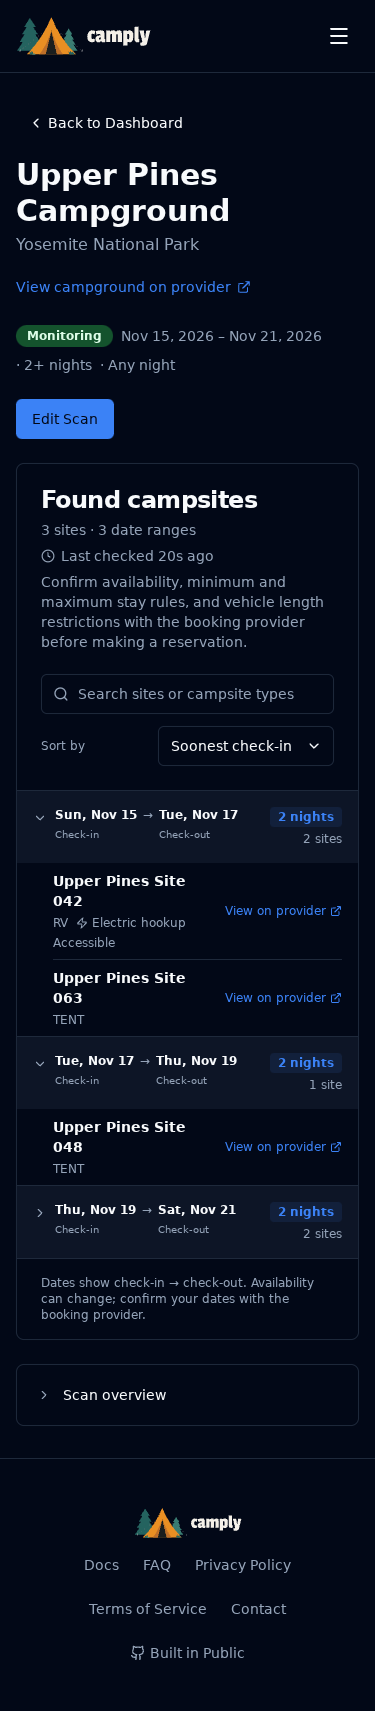 camply
Back to Dashboard
Upper Pines
Campground
Yosemite National Park
View campground on provider
Monitoring Nov 15, 2026 – Nov 21, 2026
· 2+ nights · Any night
Edit Scan
Found campsites
3 sites · 3 date ranges
Last checked 20s ago
Confirm availability, minimum and
maximum stay rules, and vehicle length
restrictions with the booking provider
before making a reservation.
Search sites or campsite types
Sort by Soonest check-in
Sun, Nov 15 → Tue, Nov 17 2 nights
Check-in Check-out 2 sites
Upper Pines Site
042
View on provider
RV Electric hookup
Accessible
Upper Pines Site
063
View on provider
TENT
Tue, Nov 17 → Thu, Nov 19 2 nights
Check-in Check-out 1 site
Upper Pines Site
048
View on provider
TENT
Thu, Nov 19 → Sat, Nov 21 2 nights
Check-in Check-out 2 sites
Dates show check-in → check-out. Availability
can change; confirm your dates with the
booking provider.
Scan overview
camply
Docs FAQ Privacy Policy
Terms of Service Contact
Built in Public